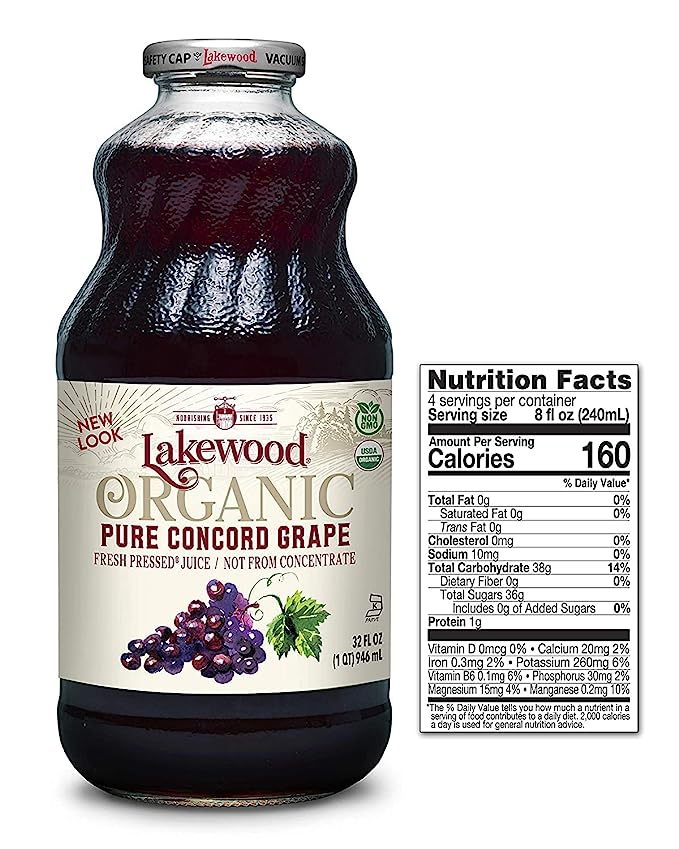 SAFETY CAP Lakewood VACUUM
NEW
LOOK
NOURISHING SINCE 1935
Lakewood®
ORGANIC
PURE CONCORD GRAPE
FRESH PRESSED® JUICE / NOT FROM CONCENTRATE
NON
GMO
USDA
ORGANIC
K
PARVE
32 FL OZ
(1 QT) 946 mL
Nutrition Facts
4 servings per container
Serving size 8 fl oz (240mL)
Amount Per Serving
Calories 160
% Daily Value*
Total Fat 0g 0%
Saturated Fat 0g 0%
Trans Fat 0g
Cholesterol 0mg 0%
Sodium 10mg 0%
Total Carbohydrate 38g 14%
Dietary Fiber 0g 0%
Total Sugars 36g
Includes 0g of Added Sugars 0%
Protein 1g
Vitamin D 0mcg 0% • Calcium 20mg 2%
Iron 0.3mg 2% • Potassium 260mg 6%
Vitamin B6 0.1mg 6% • Phosphorus 30mg 2%
Magnesium 15mg 4% • Manganese 0.2mg 10%
*The % Daily Value tells you how much a nutrient in a
serving of food contributes to a daily diet. 2,000 calories
a day is used for general nutrition advice.